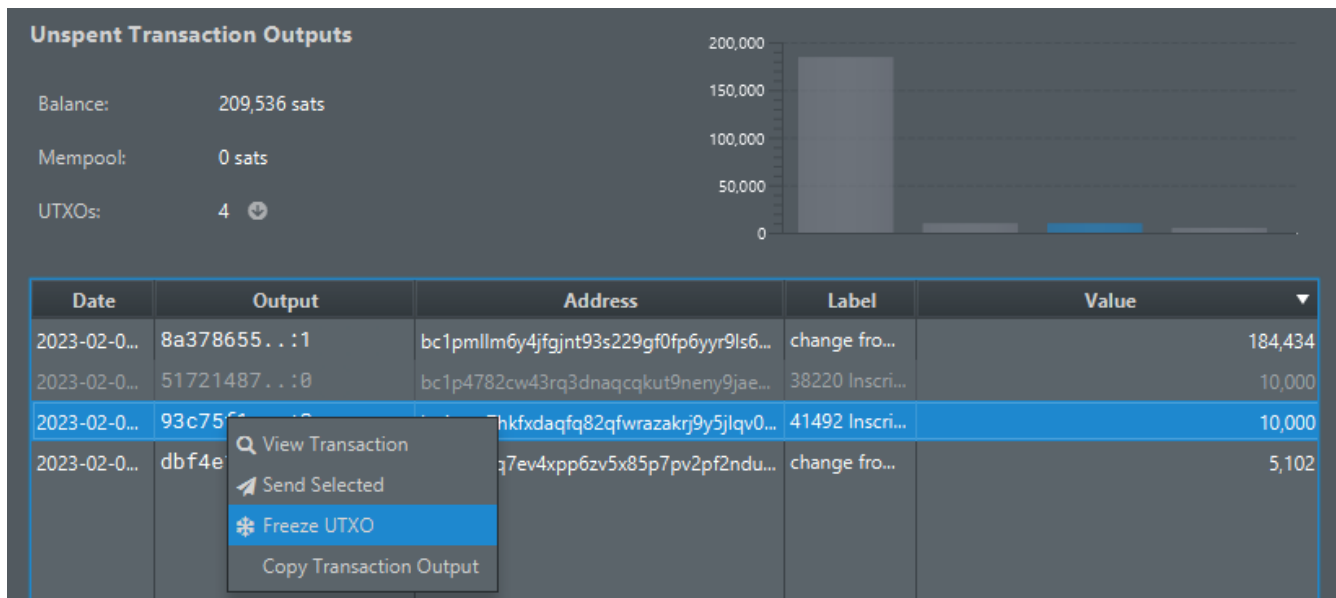 Unspent Transaction Outputs
Balance: 209,536 sats
Mempool: 0 sats
UTXOs: 4
200,000
150,000
100,000
50,000
0
Date Output Address Label Value
2023-02-0... 8a378655..:1 bc1pmllm6y4jfgjnt93s229gf0fp6yyr9ls6... change fro... 184,434
2023-02-0... 51721487..:0 bc1p4782cw43rq3dnaqcqkut9neny9jae... 38220 Inscri... 10,000
2023-02-0... 93c75f1 hkfxdaqfq82qfwrazakrj9y5jlqv0... 41492 Inscri... 10,000
2023-02-0... dbf4e q7ev4xpp6zv5x85p7pv2pf2ndu... change fro... 5,102
View Transaction
Send Selected
Freeze UTXO
Copy Transaction Output